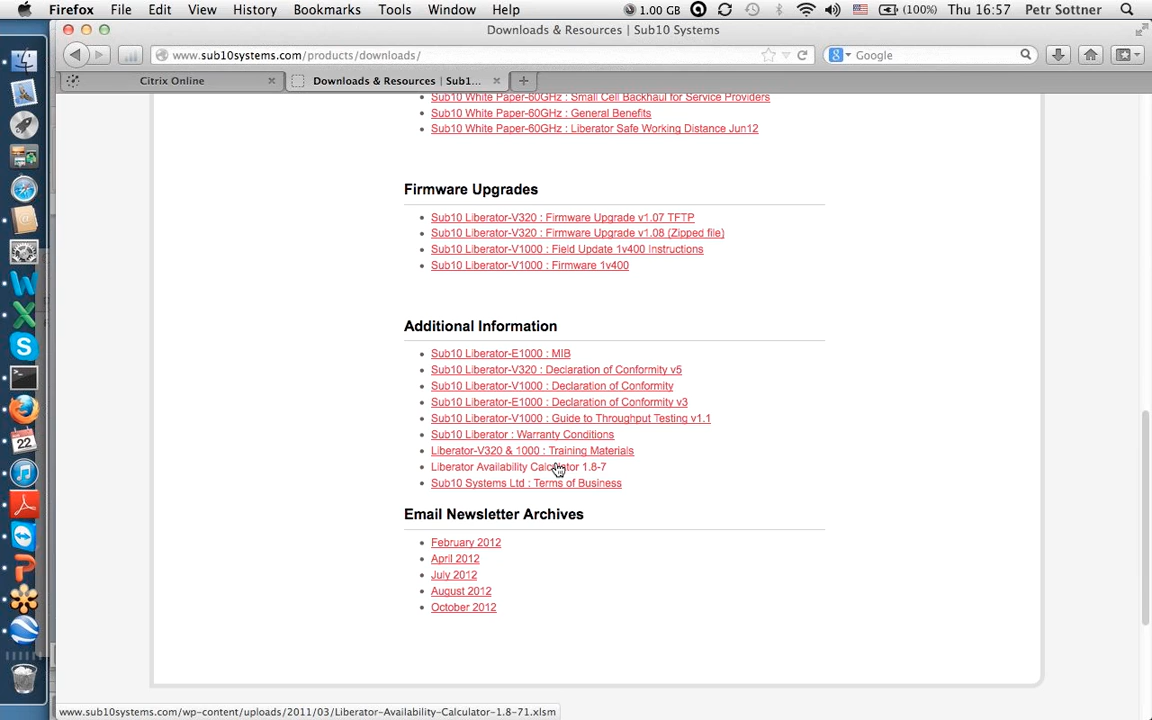 Firefox File Edit View History Bookmarks Tools Window Help 1.00 GB (100%) Thu 16:57 Petr Sottner
Downloads & Resources | Sub10 Systems
www.sub10systems.com/products/downloads/ Google
Citrix Online Downloads & Resources | Sub1...
Sub10 White Paper-60GHz : Small Cell Backhaul for Service Providers
Sub10 White Paper-60GHz : General Benefits
Sub10 White Paper-60GHz : Liberator Safe Working Distance Jun12
Firmware Upgrades
Sub10 Liberator-V320 : Firmware Upgrade v1.07 TFTP
Sub10 Liberator-V320 : Firmware Upgrade v1.08 (Zipped file)
Sub10 Liberator-V1000 : Field Update 1v400 Instructions
Sub10 Liberator-V1000 : Firmware 1v400
Additional Information
Sub10 Liberator-E1000 : MIB
Sub10 Liberator-V320 : Declaration of Conformity v5
Sub10 Liberator-V1000 : Declaration of Conformity
Sub10 Liberator-E1000 : Declaration of Conformity v3
Sub10 Liberator-V1000 : Guide to Throughput Testing v1.1
Sub10 Liberator : Warranty Conditions
Liberator-V320 & 1000 : Training Materials
Liberator Availability Calculator 1.8-7
Sub10 Systems Ltd : Terms of Business
Email Newsletter Archives
February 2012
April 2012
July 2012
August 2012
October 2012
www.sub10systems.com/wp-content/uploads/2011/03/Liberator-Availability-Calculator-1.8-71.xlsm
22